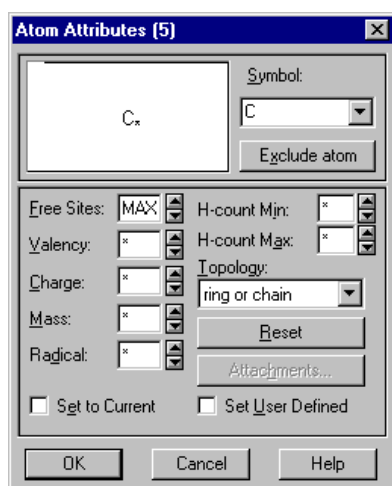 Atom Attributes (5)
C*
Symbol:
C
Exclude atom
Free Sites: MAX
H-count Min: *
Valency: *
H-count Max: *
Charge: *
Topology:
ring or chain
Mass: *
Reset
Radical: *
Attachments...
Set to Current
Set User Defined
OK
Cancel
Help